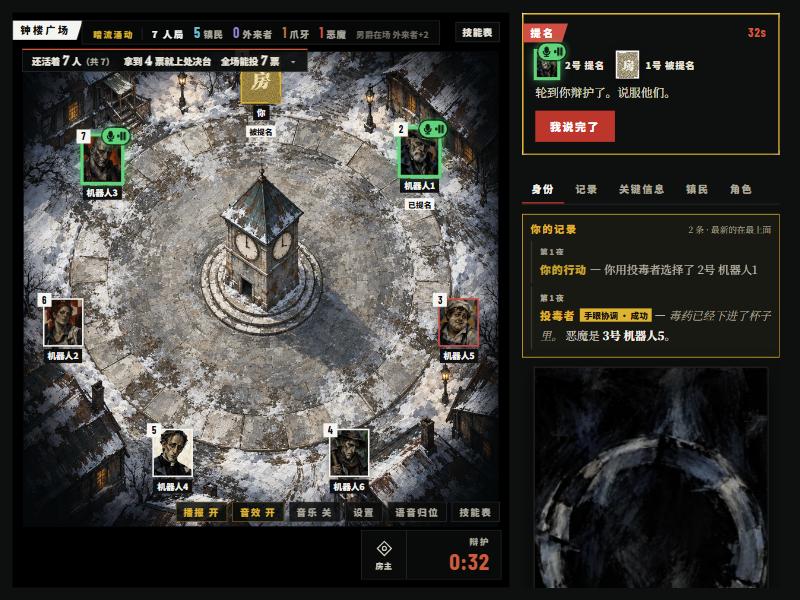 钟楼广场
暗流涌动 7 人局 5 镇民 0 外来者 1 爪牙 1 恶魔 男爵在场 外来者+2
技能表
还活着 7 人 (共 7) 拿到 4 票就上处决台 全场能投 7 票
房
你
被提名
7
机器人3
2
机器人1
已提名
6
机器人2
3
机器人5
5
机器人4
4
机器人6
播报 开
音效 开
音乐 关
设置
语音归位
技能表
房主
辩护
0:32
提名
32s
2号 提名
房
1号 被提名
轮到你辩护了。说服他们。
我说完了
身份
记录
关键信息
镇民
角色
你的记录
2 条 · 最新的在最上面
第1夜
你的行动 — 你用投毒者选择了 2号 机器人1
第1夜
投毒者 手眼协调 · 成功 — 毒药已经下进了杯子
里。 恶魔是 3号 机器人5。